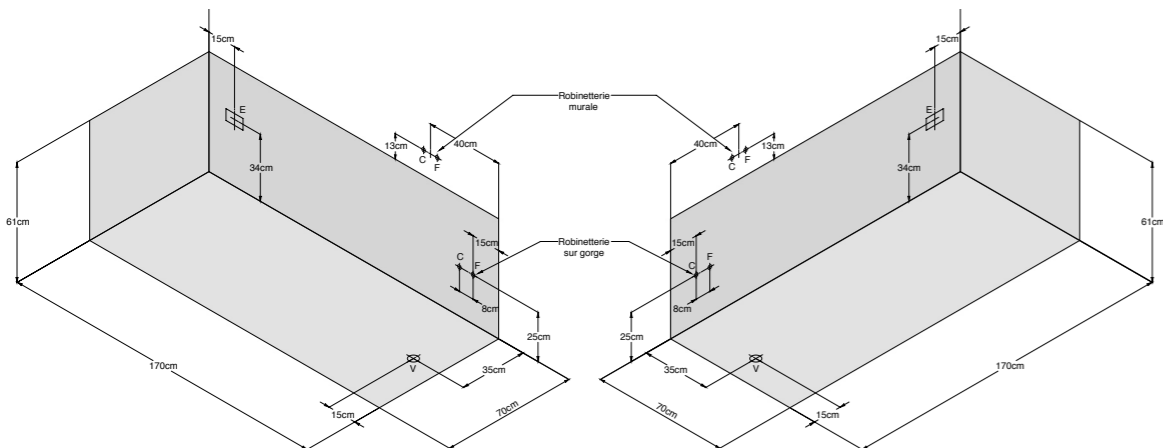 15cm
E
34cm
61cm
13cm
C
F
40cm
Robinetterie
murale
15cm
C
F
8cm
25cm
Robinetterie
sur gorge
V
35cm
15cm
170cm
70cm
15cm
E
34cm
61cm
40cm
C
F
13cm
15cm
C
F
8cm
25cm
V
35cm
15cm
70cm
170cm